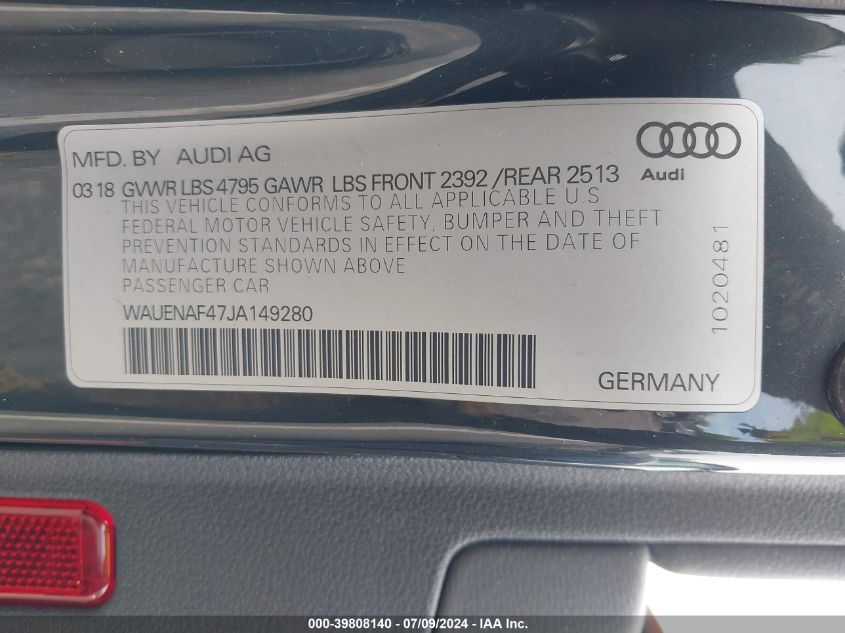 MFD. BY AUDI AG
Audi
03 18 GVWR LBS 4795 GAWR LBS FRONT 2392 /REAR 2513
THIS VEHICLE CONFORMS TO ALL APPLICABLE U.S.
FEDERAL MOTOR VEHICLE SAFETY, BUMPER AND THEFT
PREVENTION STANDARDS IN EFFECT ON THE DATE OF
MANUFACTURE SHOWN ABOVE
PASSENGER CAR
WAUENAF47JA149280
GERMANY
1020481
000-39808140 - 07/09/2024 - IAA Inc.